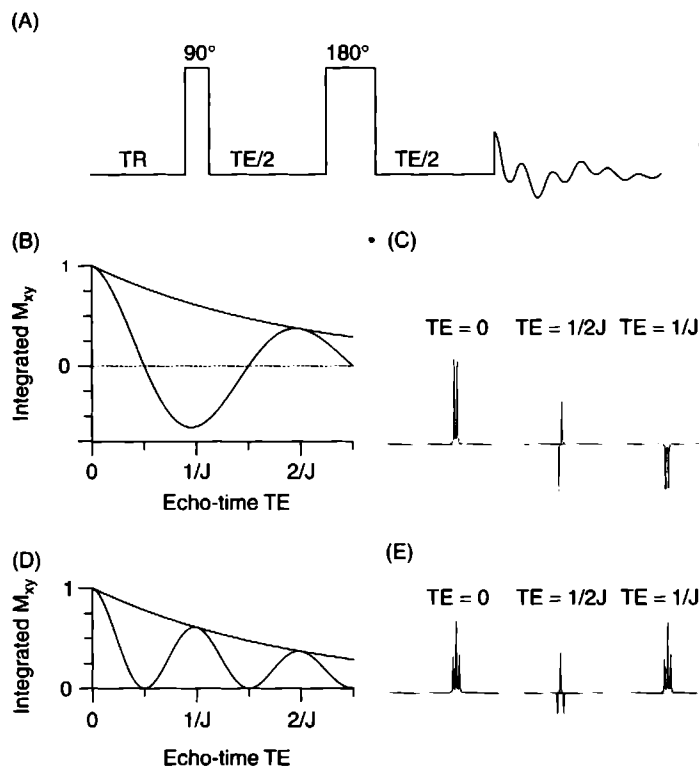 (A)
90° 180°
TR TE/2 TE/2
(B)
1
0
Integrated Mxy
0 1/J 2/J
Echo-time TE
(C)
TE = 0 TE = 1/2J TE = 1/J
(D)
1
0
Integrated Mxy
0 1/J 2/J
Echo-time TE
(E)
TE = 0 TE = 1/2J TE = 1/J